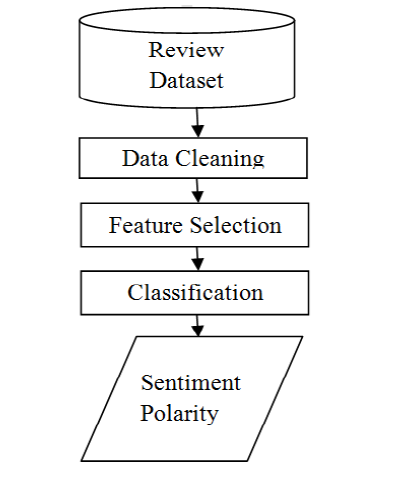 Review
Dataset
Data Cleaning
Feature Selection
Classification
Sentiment
Polarity